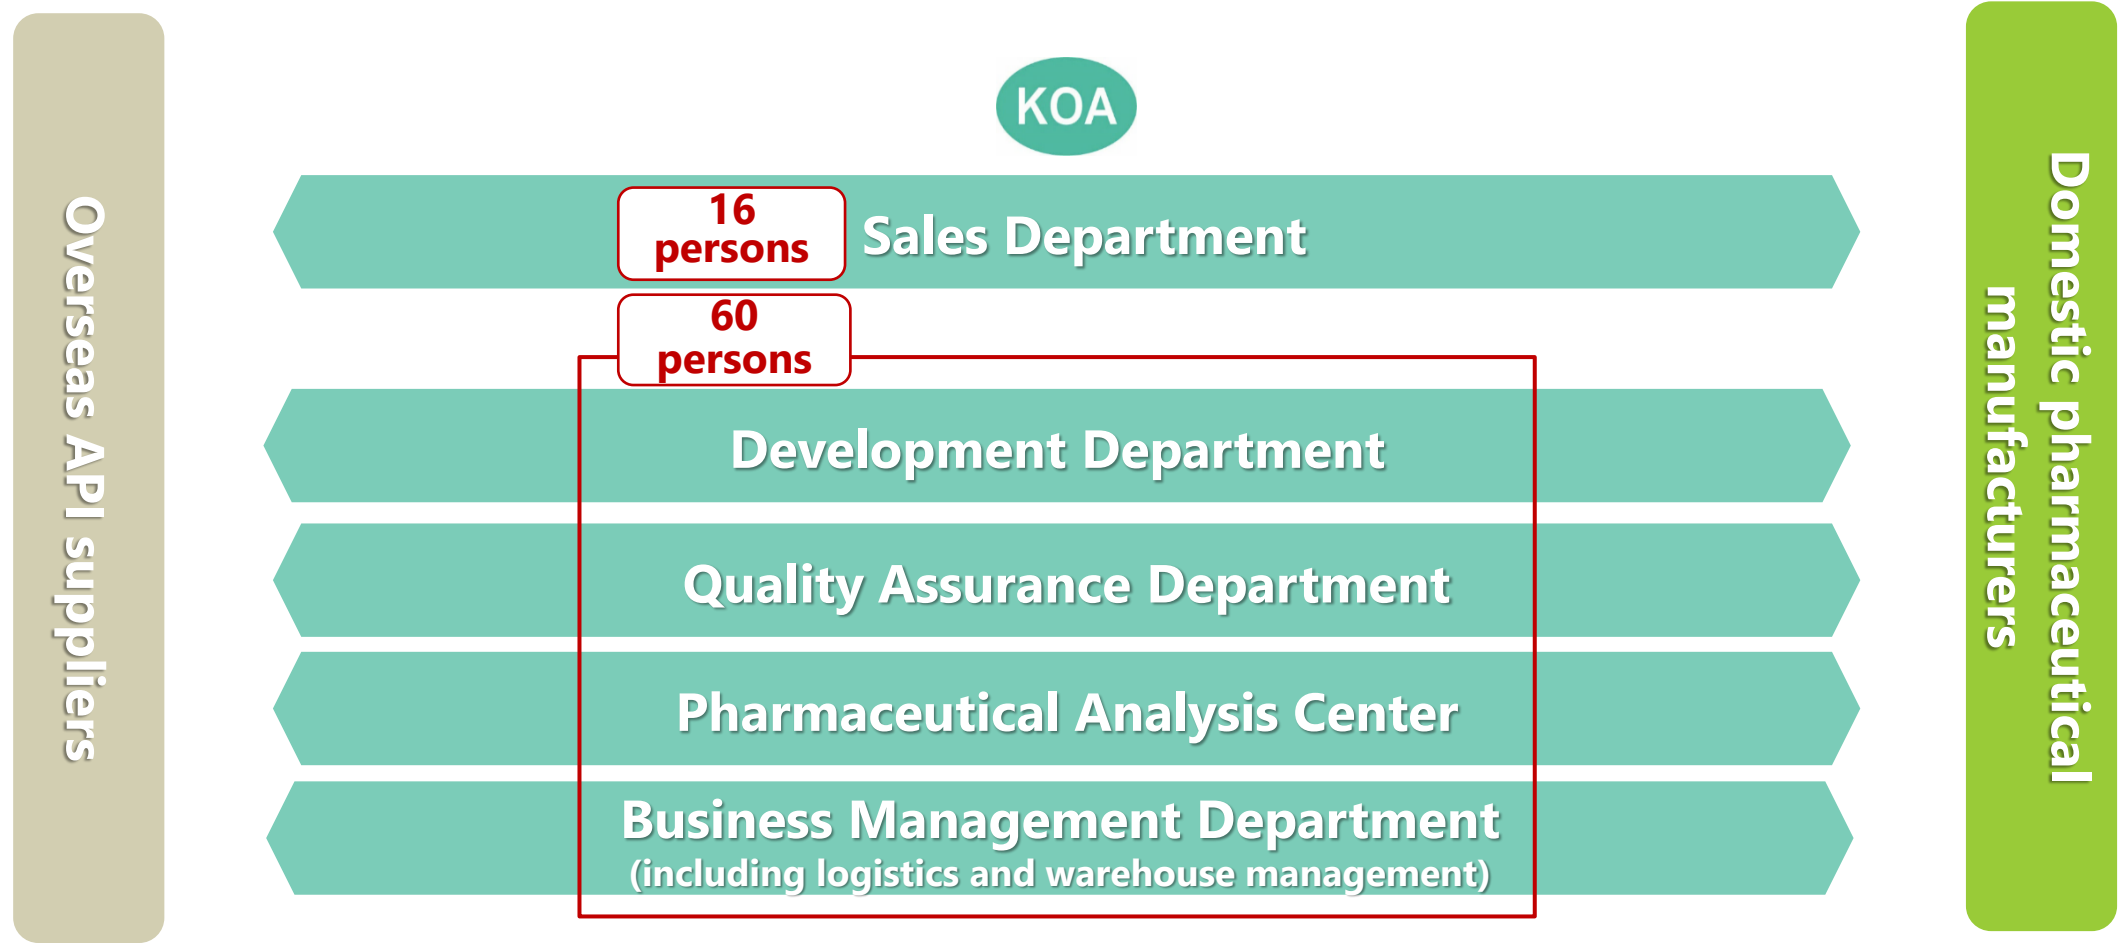 Overseas API suppliers
KOA
16
persons
Sales Department
60
persons
Development Department
Quality Assurance Department
Pharmaceutical Analysis Center
Business Management Department
(including logistics and warehouse management)
Domestic pharmaceutical
manufacturers